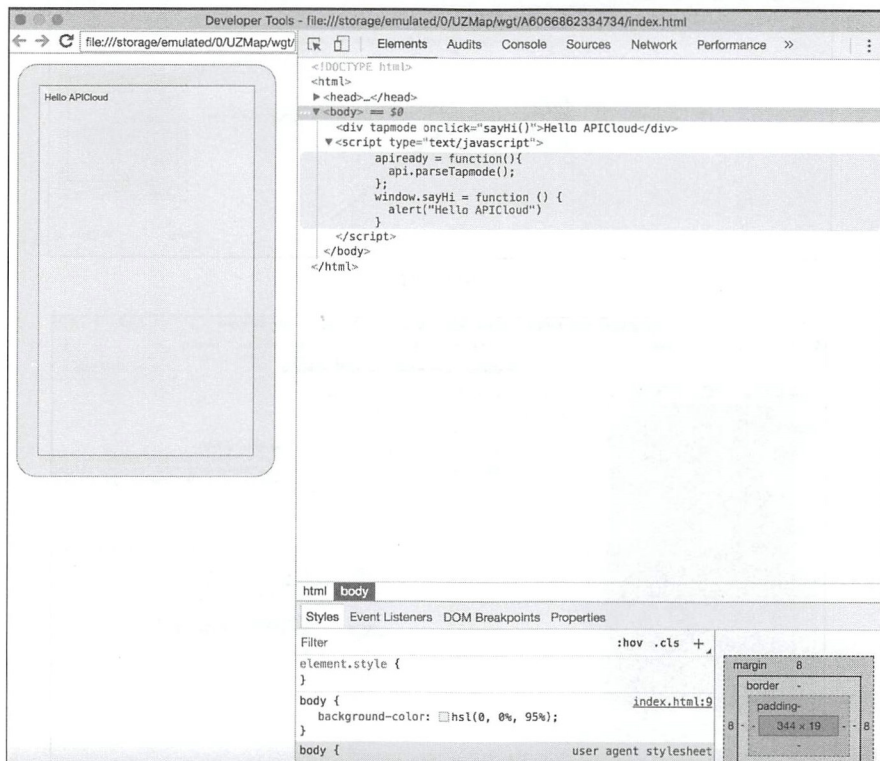 Developer Tools - file:///storage/emulated/0/UZMap/wgt/A6066862334734/index.html
file:///storage/emulated/0/UZMap/wgt/
Elements Audits Console Sources Network Performance »
Hello APICloud
<!DOCTYPE html>
<html>
▶<head>…</head>
▼<body> == $0
<div tapmode onclick="sayHi()">Hello APICloud</div>
▼<script type="text/javascript">
apiready = function(){
api.parseTapmode();
};
window.sayHi = function () {
alert("Hello APICloud")
}
</script>
</body>
</html>
html body
Styles Event Listeners DOM Breakpoints Properties
Filter :hov .cls +
element.style {
}
body { index.html:9
background-color: hsl(0, 0%, 95%);
}
body { user agent stylesheet
margin 8
border -
padding-
8 - - 344 × 19 - - 8
-